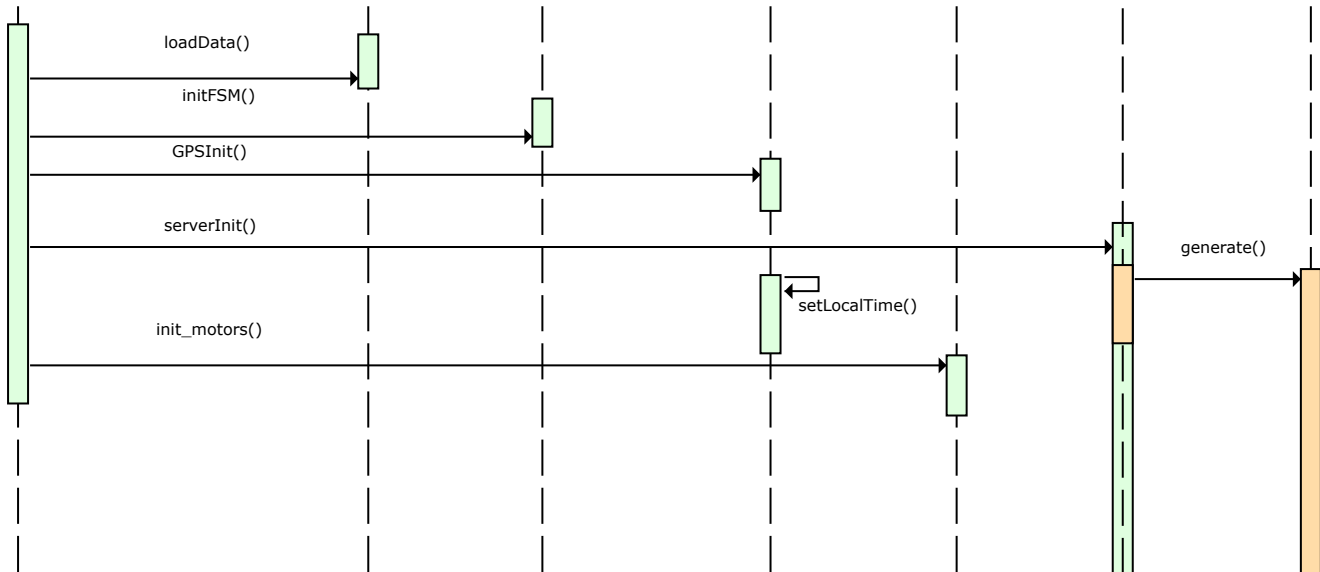 loadData()
initFSM()
GPSInit()
serverInit()
generate()
setLocalTime()
init_motors()